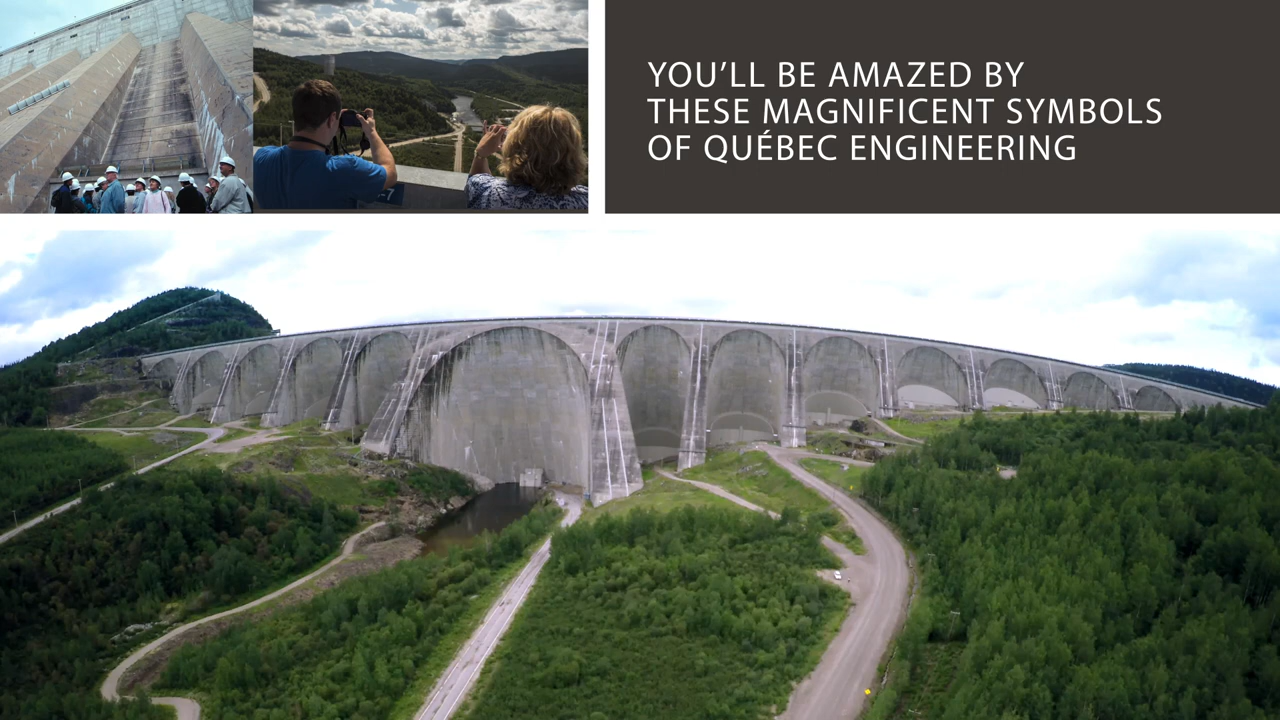 YOU’LL BE AMAZED BY
THESE MAGNIFICENT SYMBOLS
OF QUÉBEC ENGINEERING